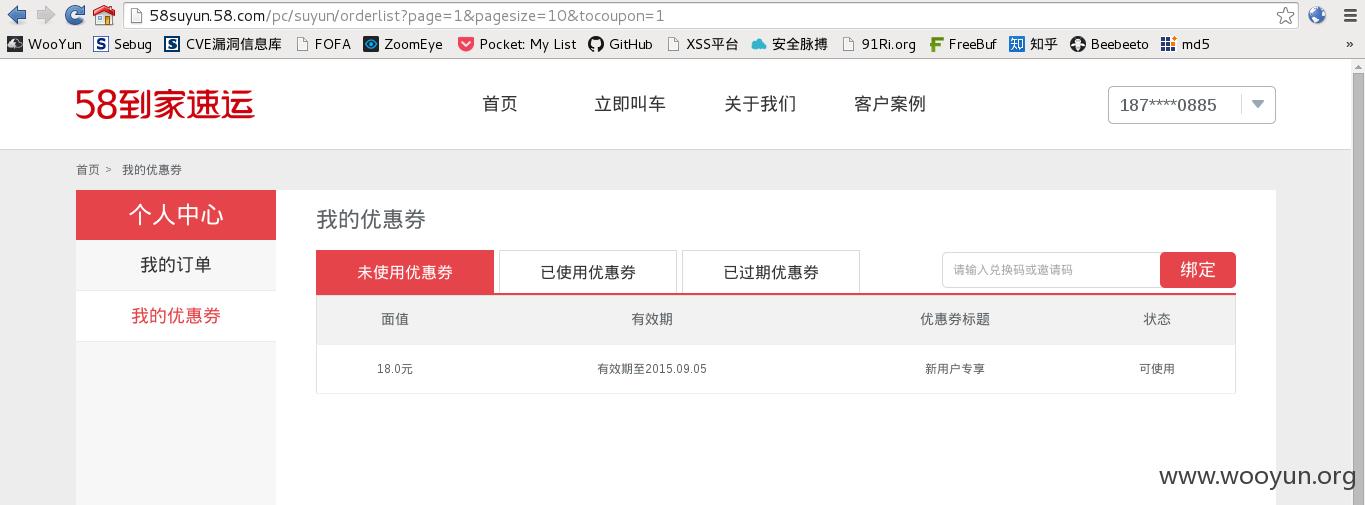 58suyun.58.com/pc/suyun/orderlist?page=1&pagesize=10&tocoupon=1
WooYun Sebug CVE漏洞信息库 FOFA ZoomEye Pocket: My List GitHub XSS平台 安全脉搏 91Ri.org FreeBuf 知 知乎 Beebeeto md5 »
58到家速运 首页 立即叫车 关于我们 客户案例 187****0885
首页 > 我的优惠券
个人中心
我的订单
我的优惠券
我的优惠券
未使用优惠券 已使用优惠券 已过期优惠券 请输入兑换码或邀请码 绑定
面值 有效期 优惠券标题 状态
18.0元 有效期至2015.09.05 新用户专享 可使用
www.wooyun.org